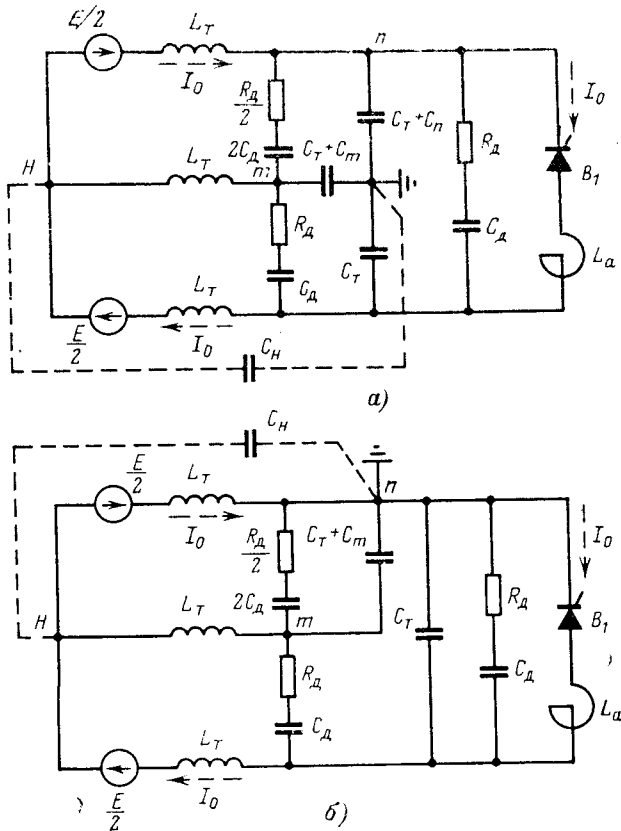 E/2
L_T
I_0
n
R_Д/2
C_T + C_n
I_0
2C_Д
C_T + C_m
R_Д
B_1
H
L_T
m
R_Д
C_Д
L_a
C_Д
C_T
L_T
E/2
I_0
C_H
а)
C_H
E/2
L_T
n
I_0
R_Д/2
C_T + C_m
I_0
R_Д
B_1
H
L_T
2C_Д
m
C_T
R_Д
C_Д
L_a
C_Д
L_T
E/2
I_0
б)